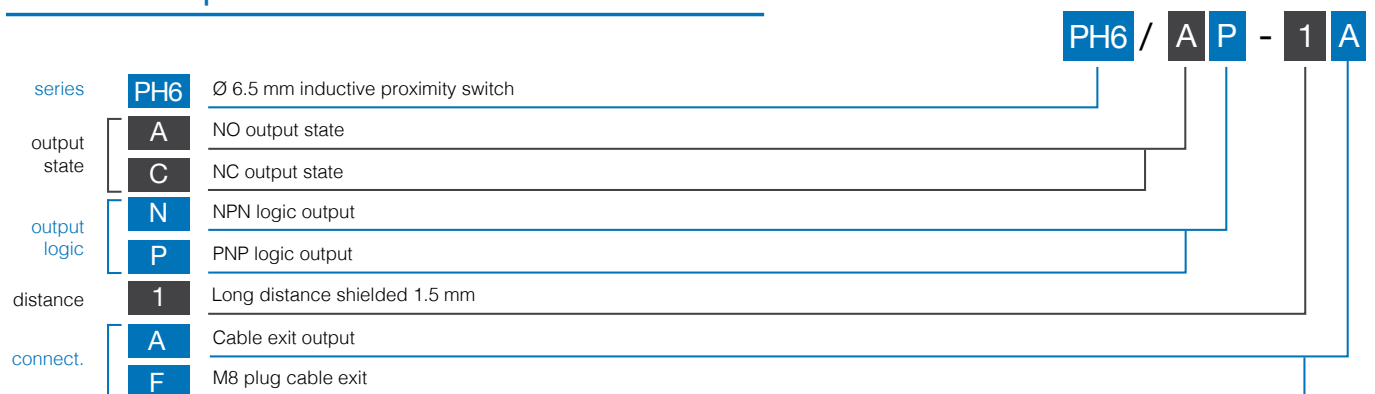 PH6 / A P - 1 A
series PH6 Ø 6.5 mm inductive proximity switch
output state A NO output state
C NC output state
output logic N NPN logic output
P PNP logic output
distance 1 Long distance shielded 1.5 mm
connect. A Cable exit output
F M8 plug cable exit